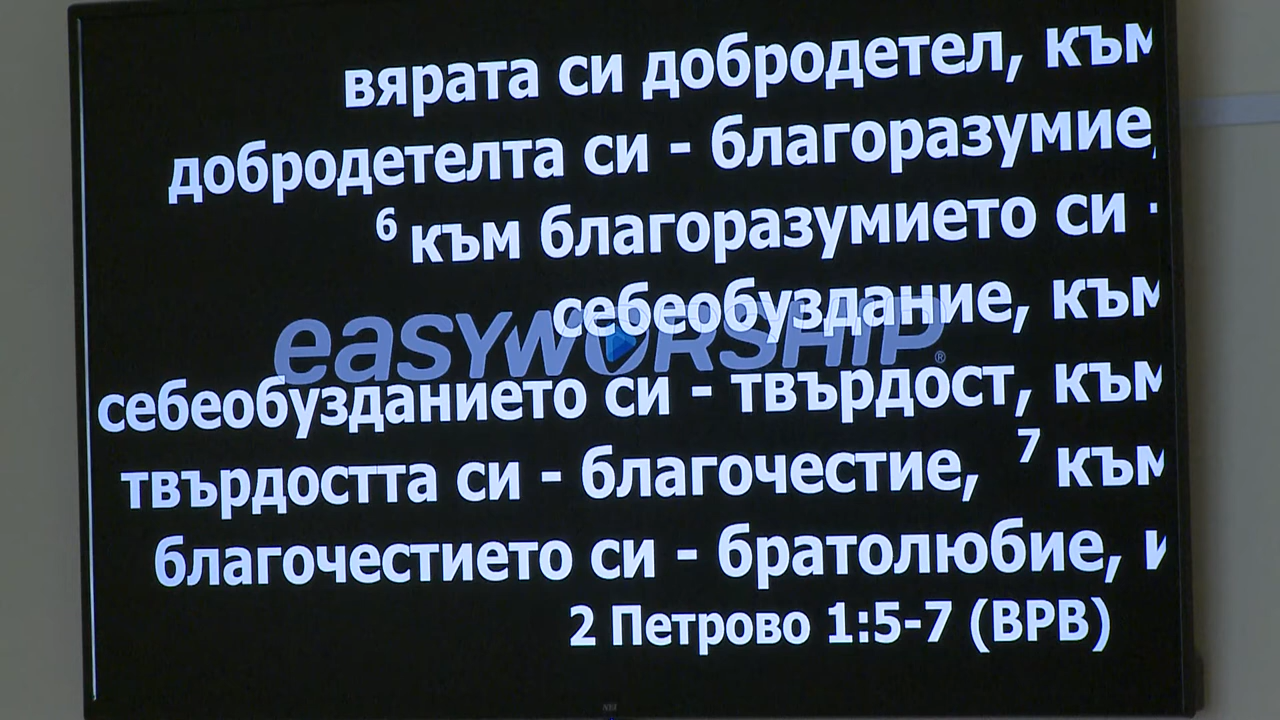 вярата си добродетел, към
добродетелта си - благоразумие,
6 към благоразумието си -
себеобуздание, към
easyworship®
себеобузданието си - твърдост, към
твърдостта си - благочестие, 7 към
благочестието си - братолюбие, и
2 Петрово 1:5-7 (ВРВ)